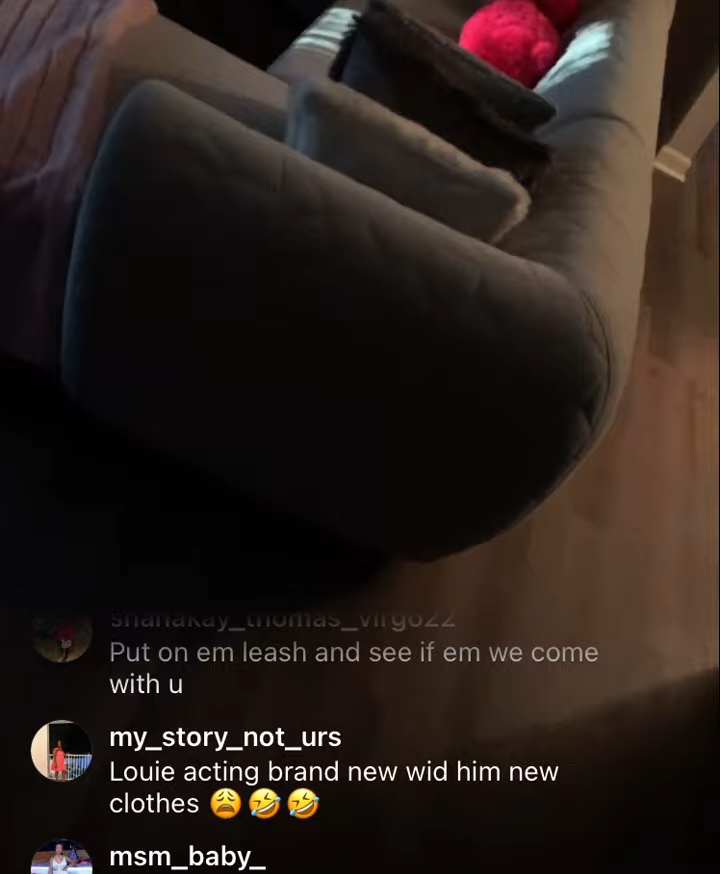 shanakay_thomas_virgo22
Put on em leash and see if em we come
with u
my_story_not_urs
Louie acting brand new wid him new
clothes 😩🤣🤣
msm_baby_